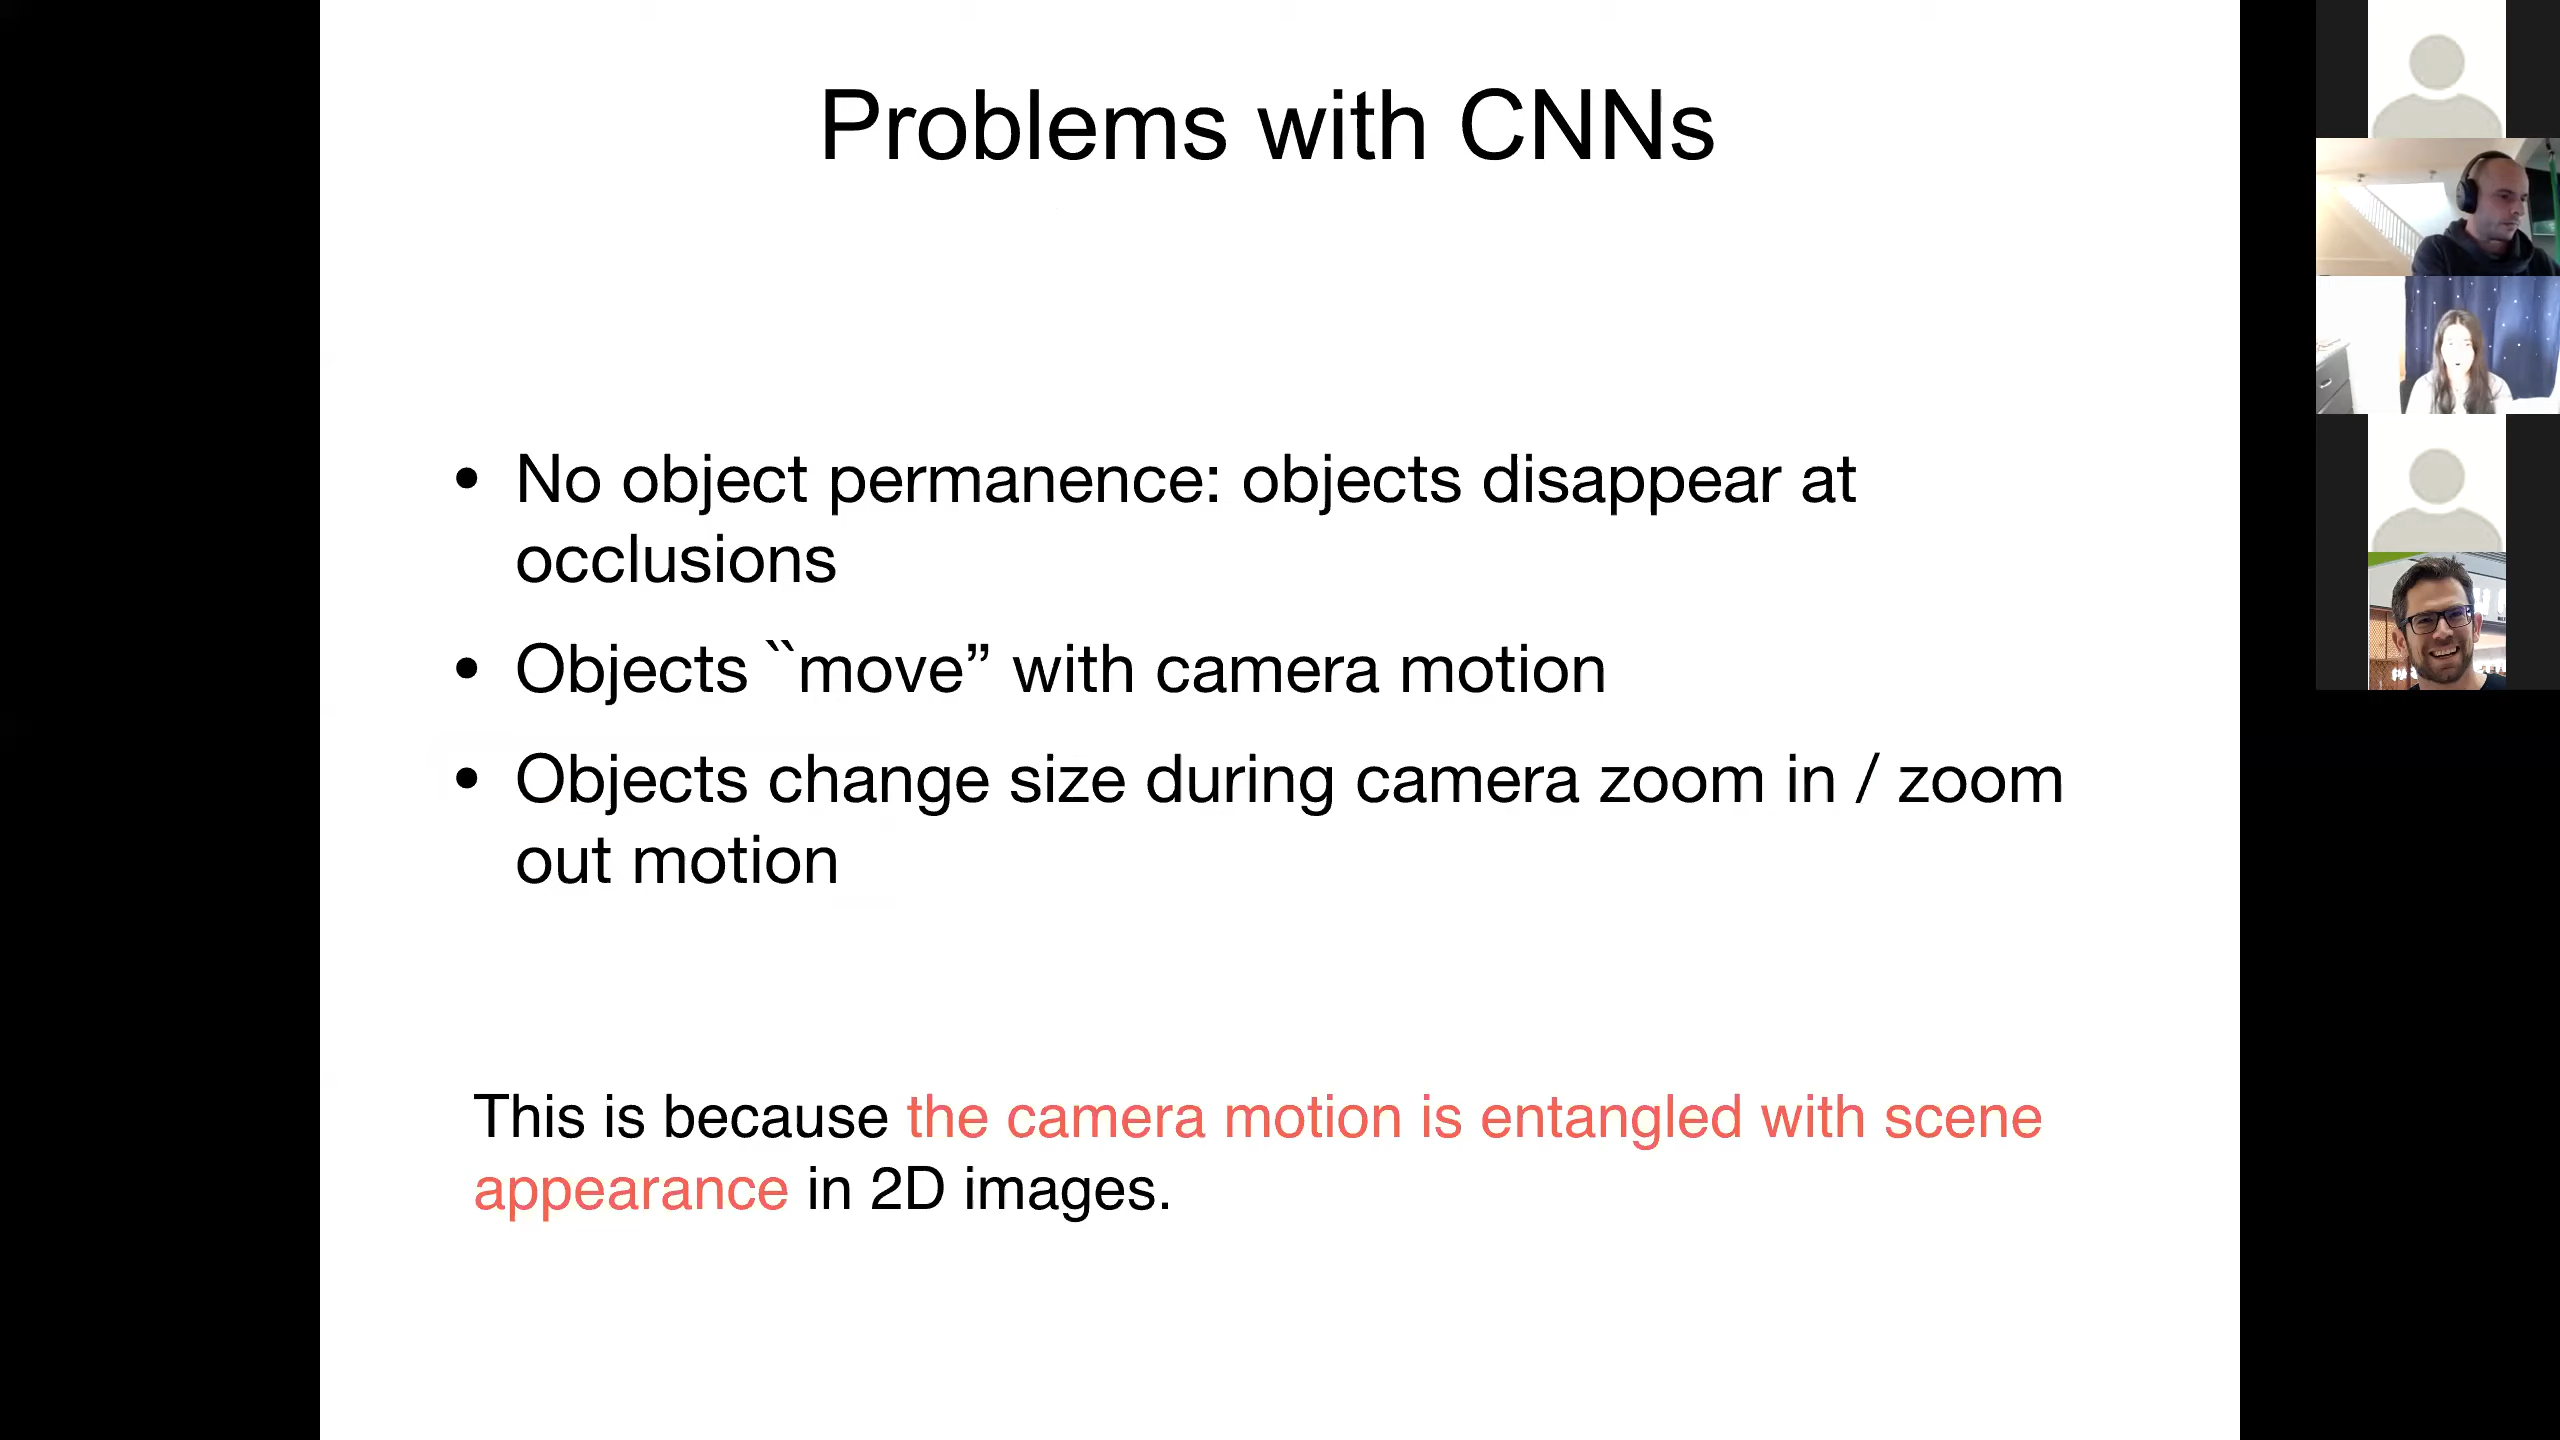 Problems with CNNs
• No object permanence: objects disappear at
occlusions
• Objects ``move” with camera motion
• Objects change size during camera zoom in / zoom
out motion
This is because the camera motion is entangled with scene
appearance in 2D images.